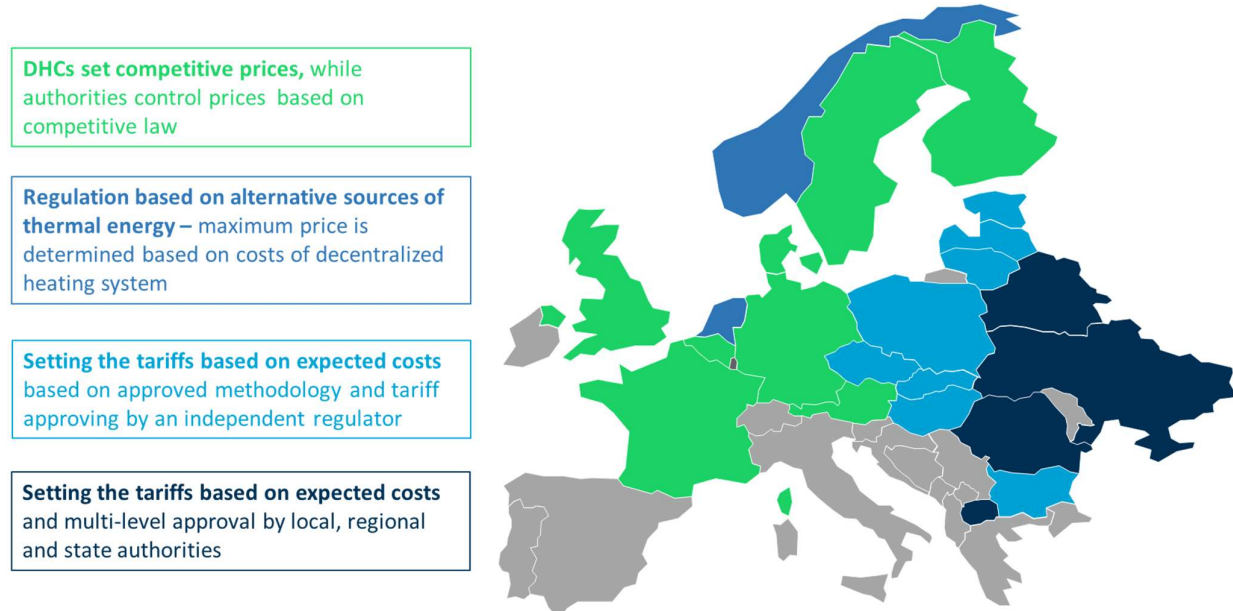 DHCs set competitive prices, while
authorities control prices based on
competitive law
Regulation based on alternative sources of
thermal energy – maximum price is
determined based on costs of decentralized
heating system
Setting the tariffs based on expected costs
based on approved methodology and tariff
approving by an independent regulator
Setting the tariffs based on expected costs
and multi-level approval by local, regional
and state authorities